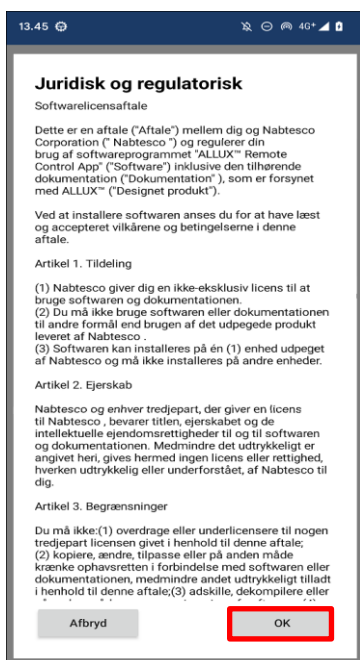 13.45 4G+
Juridisk og regulatorisk
Softwarelicensaftale
Dette er en aftale ("Aftale") mellem dig og Nabtesco
Corporation (" Nabtesco ") og regulerer din
brug af softwareprogrammet "ALLUX™ Remote
Control App" ("Software") inklusive den tilhørende
dokumentation ("Dokumentation" ), som er forsynet
med ALLUX™ ("Designet produkt").
Ved at installere softwaren anses du for at have læst
og accepteret vilkårene og betingelserne i denne
aftale.
Artikel 1. Tildeling
(1) Nabtesco giver dig en ikke-eksklusiv licens til at
bruge softwaren og dokumentationen.
(2) Du må ikke bruge softwaren eller dokumentationen
til andre formål end brugen af det udpegede produkt
leveret af Nabtesco .
(3) Softwaren kan installeres på én (1) enhed udpeget
af Nabtesco og må ikke installeres på andre enheder.
Artikel 2. Ejerskab
Nabtesco og enhver tredjepart, der giver en licens
til Nabtesco , bevarer titlen, ejerskabet og de
intellektuelle ejendomsrettigheder til og til softwaren
og dokumentationen. Medmindre det udtrykkeligt er
angivet heri, gives hermed ingen licens eller rettighed,
hverken udtrykkelig eller underforstået, af Nabtesco til
dig.
Artikel 3. Begrænsninger
Du må ikke:(1) overdrage eller underlicensere til nogen
tredjepart licensen givet i henhold til denne aftale;
(2) kopiere, ændre, tilpasse eller på anden måde
krænke ophavsretten i forbindelse med softwaren eller
dokumentationen, medmindre andet udtrykkeligt tilladt
i henhold til denne aftale;(3) adskille, dekompilere eller
Afbryd OK